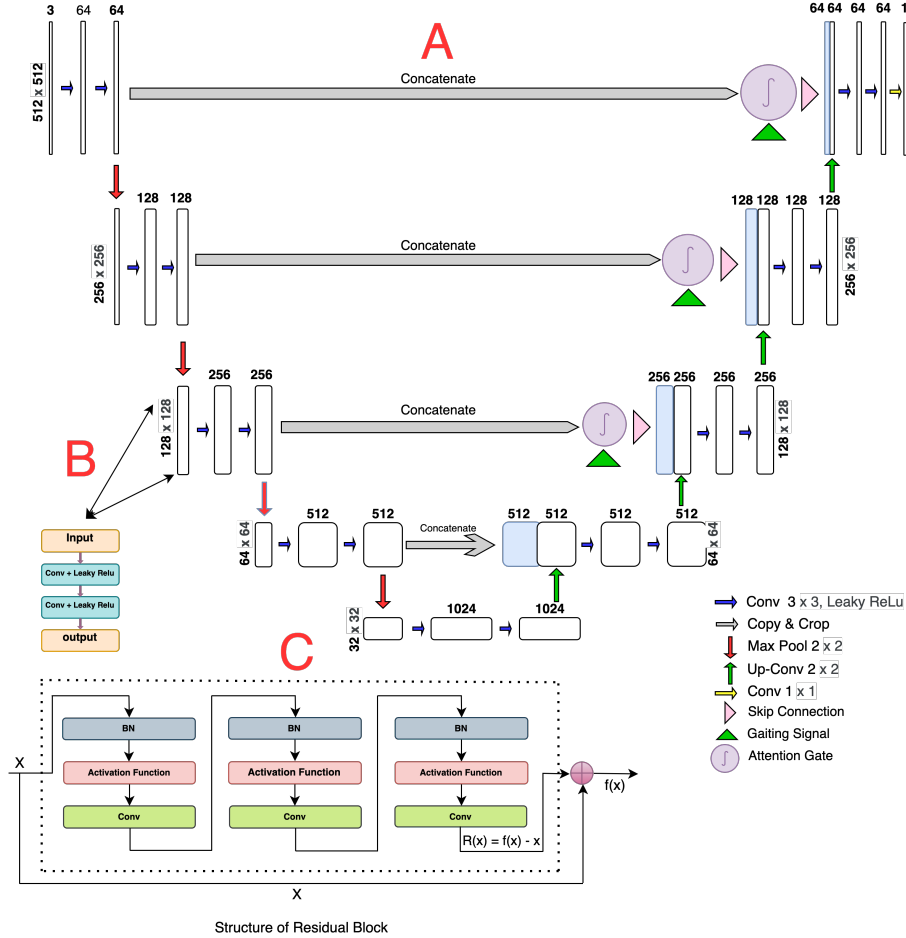 3 64 64
A
64 64 64 64 1
512 x 512
Concatenate
128 128
128 128 128 128
256 x 256
Concatenate
256 x 256
256 256
256 256 256 256
128 x 128
Concatenate
128 x 128
B
512 512
512 512 512 512
64 x 64
Concatenate
64 x 64
Input
Conv + Leaky Relu
Conv + Leaky Relu
output
32 x 32
1024 1024
C
Conv 3 x 3, Leaky ReLu
Copy & Crop
Max Pool 2 x 2
Up-Conv 2 x 2
Conv 1 x 1
Skip Connection
Gaiting Signal
Attention Gate
X
BN BN BN
Activation Function Activation Function Activation Function
Conv Conv Conv
R(x) = f(x) - x
f(x)
X
Structure of Residual Block